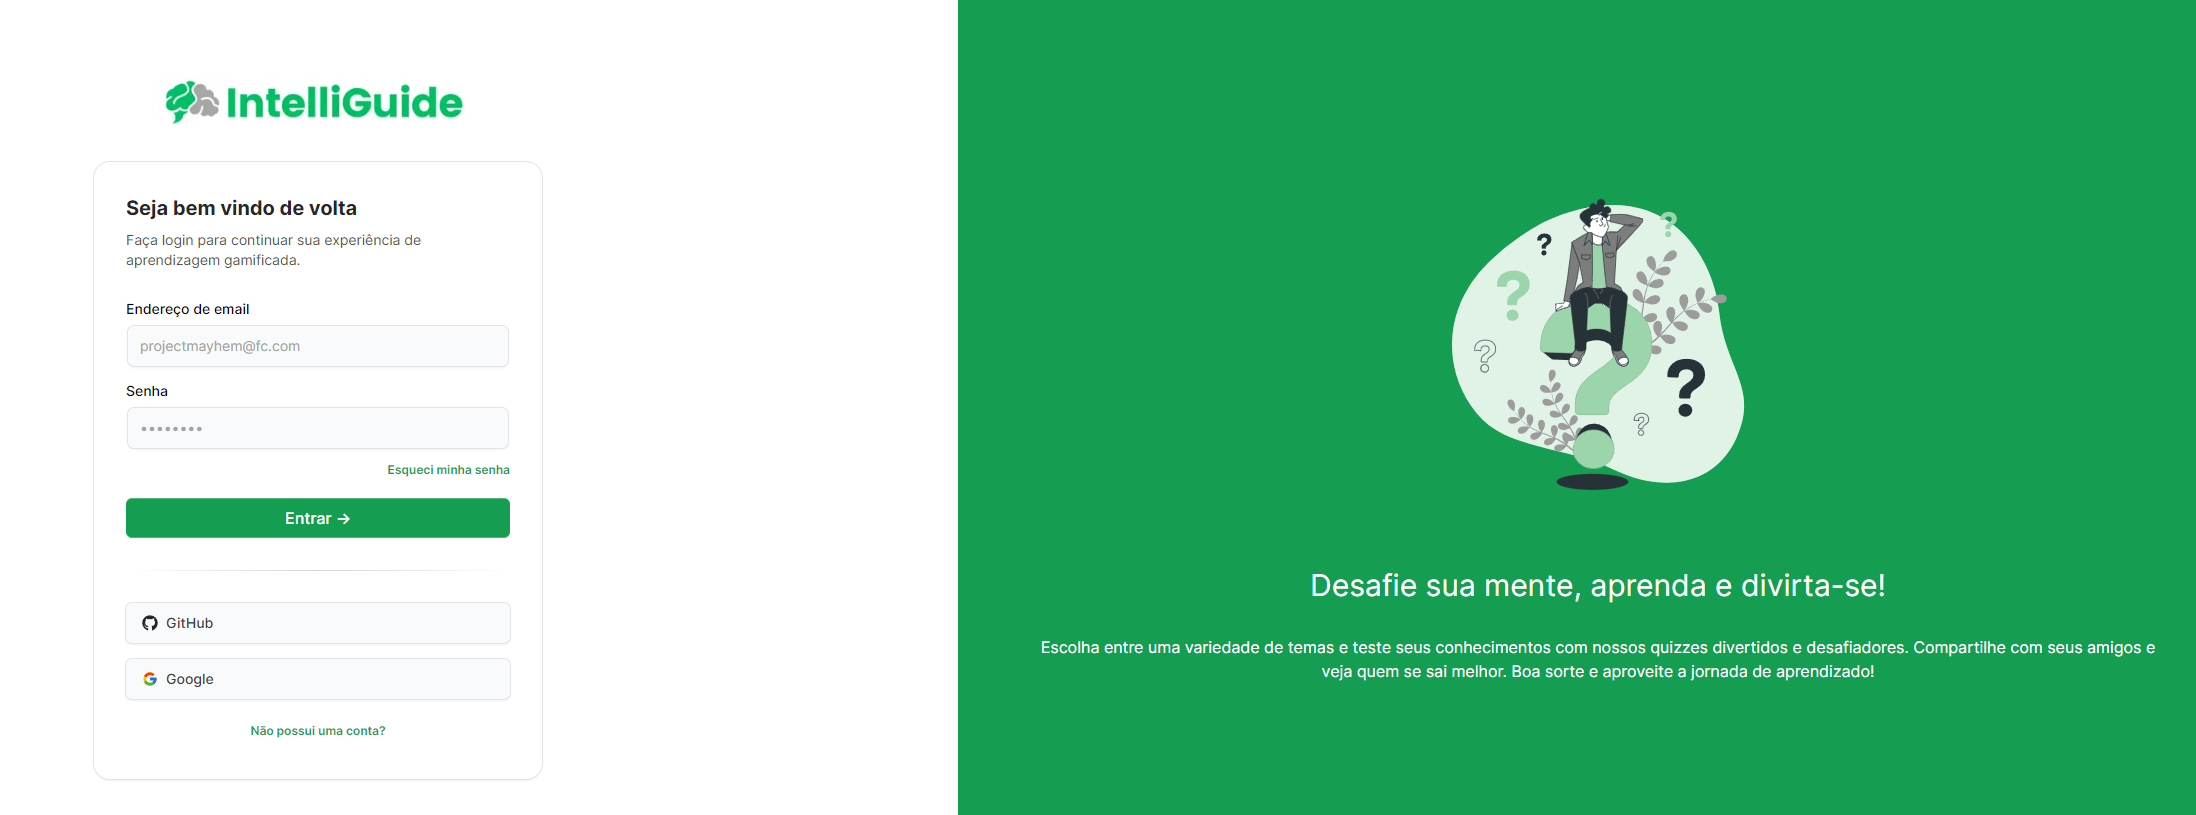 IntelliGuide
Seja bem vindo de volta
Faça login para continuar sua experiência de
aprendizagem gamificada.
Endereço de email
projectmayhem@fc.com
Senha
••••••••
Esqueci minha senha
Entrar →
GitHub
Google
Não possui uma conta?
Desafie sua mente, aprenda e divirta-se!
Escolha entre uma variedade de temas e teste seus conhecimentos com nossos quizzes divertidos e desafiadores. Compartilhe com seus amigos e
veja quem se sai melhor. Boa sorte e aproveite a jornada de aprendizado!